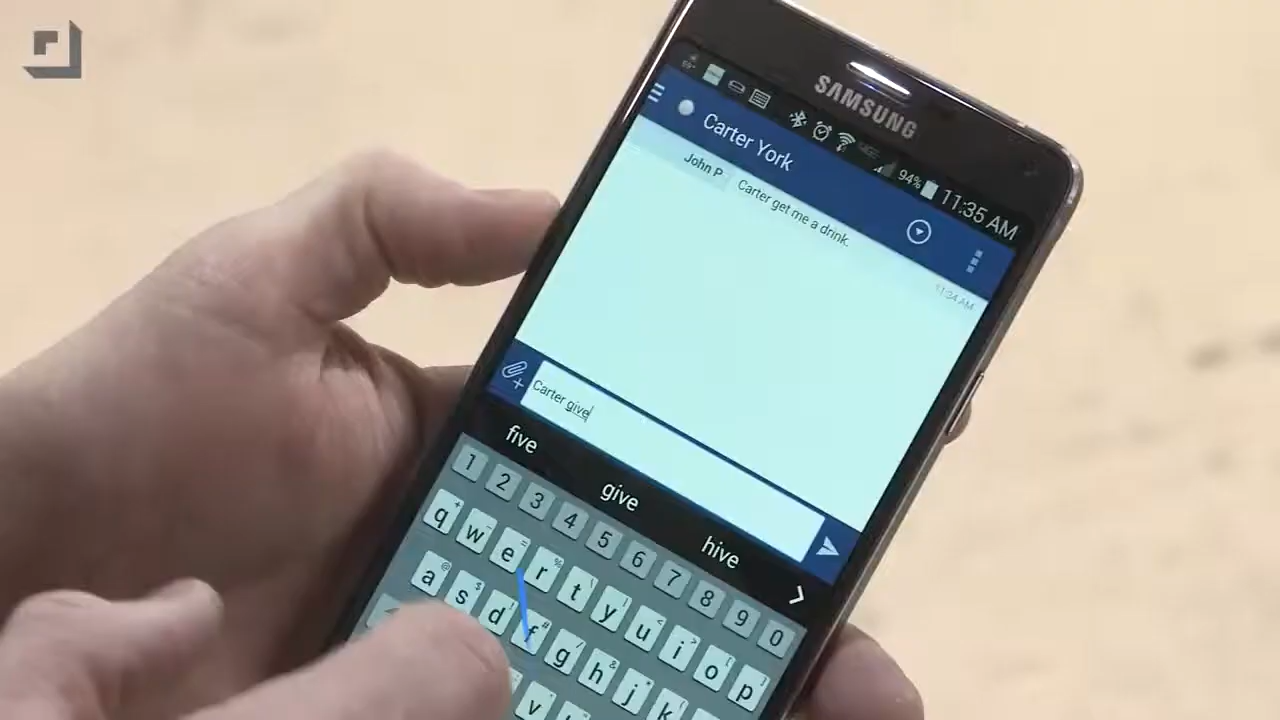 SAMSUNG
94% 11:35 AM
Carter York
John P Carter get me a drink.
11:34 AM
Carter give
five give hive
1 2 3 4 5 6 7 8 9 0
q w e r t y u i o p
a s d f g h j k
v